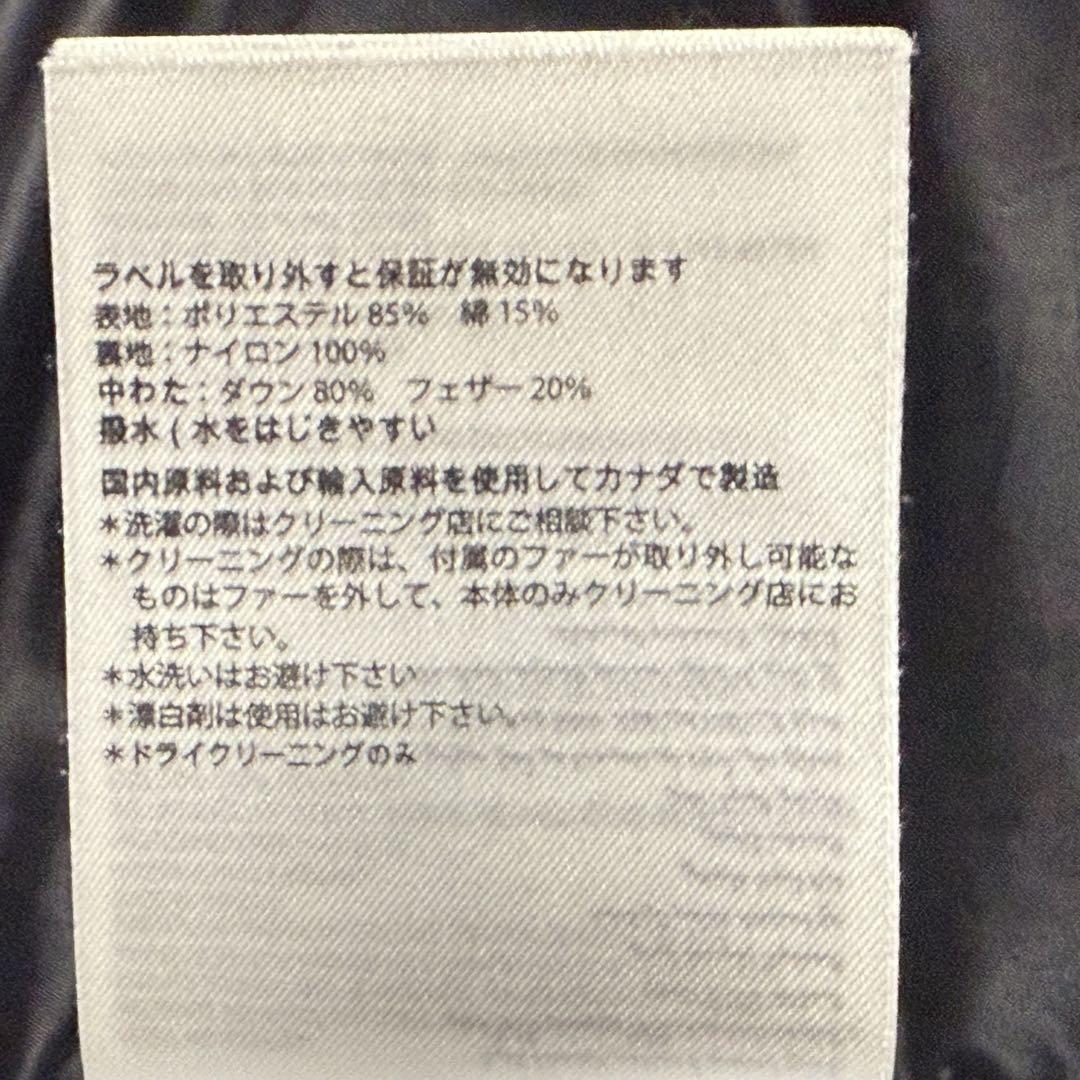 ラベルを取り外すと保証が無効になります
表地：ポリエステル 85%　綿 15%
裏地：ナイロン 100%
中わた：ダウン 80%　フェザー 20%
撥水 ( 水をはじきやすい
国内原料および輸入原料を使用してカナダで製造
＊洗濯の際はクリーニング店にご相談下さい。
＊クリーニングの際は、付属のファーが取り外し可能な
ものはファーを外して、本体のみクリーニング店にお
持ち下さい。
＊水洗いはお避け下さい
＊漂白剤は使用はお避け下さい。
＊ドライクリーニングのみ